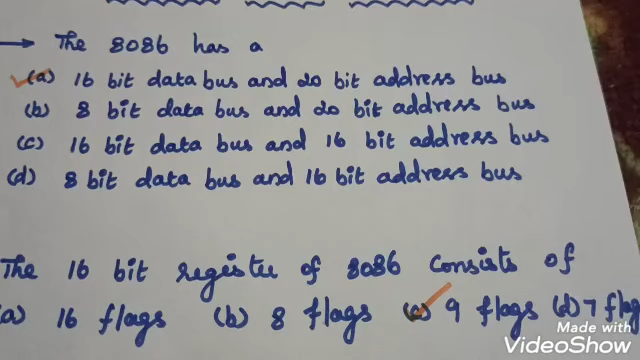 The 8086 has a
(a) 16 bit data bus and 20 bit address bus
(b) 8 bit data bus and 20 bit address bus
(c) 16 bit data bus and 16 bit address bus
(d) 8 bit data bus and 16 bit address bus
The 16 bit register of 8086 consists of
(a) 16 flags (b) 8 flags (c) 9 flags (d) 7 flag
Made with
VideoShow